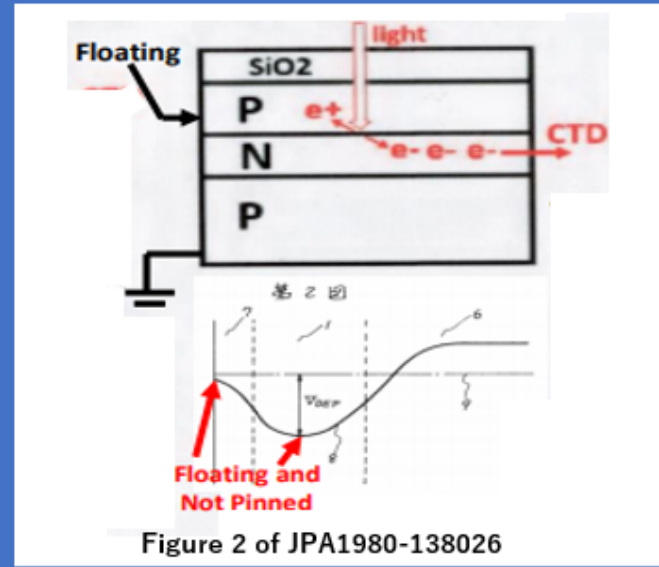 light
Floating
SiO2
P
e+
CTD
N
e- e- e-
P
第2図
7
1
6
VDEP
9
8
Floating and
Not Pinned
Figure 2 of JPA1980-138026